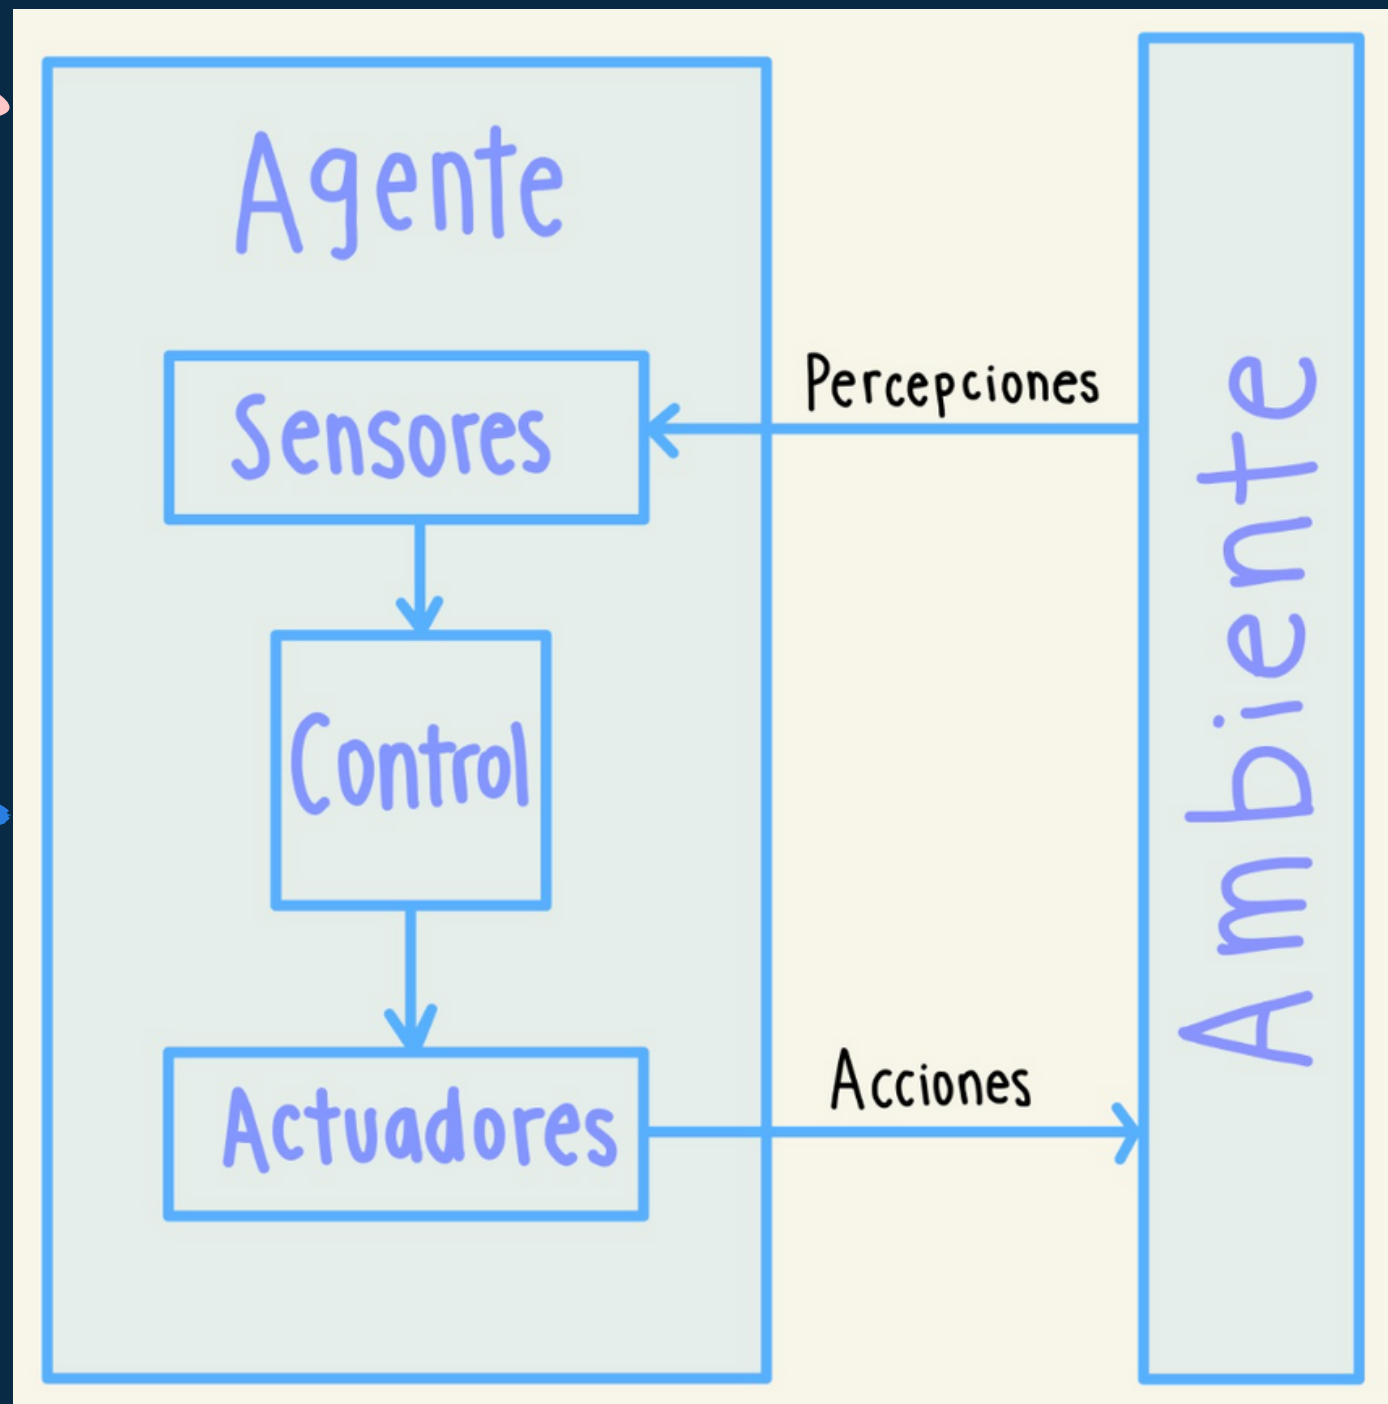 Agente
Percepciones
Sensores
Control
Acciones
Actuadores
Ambiente